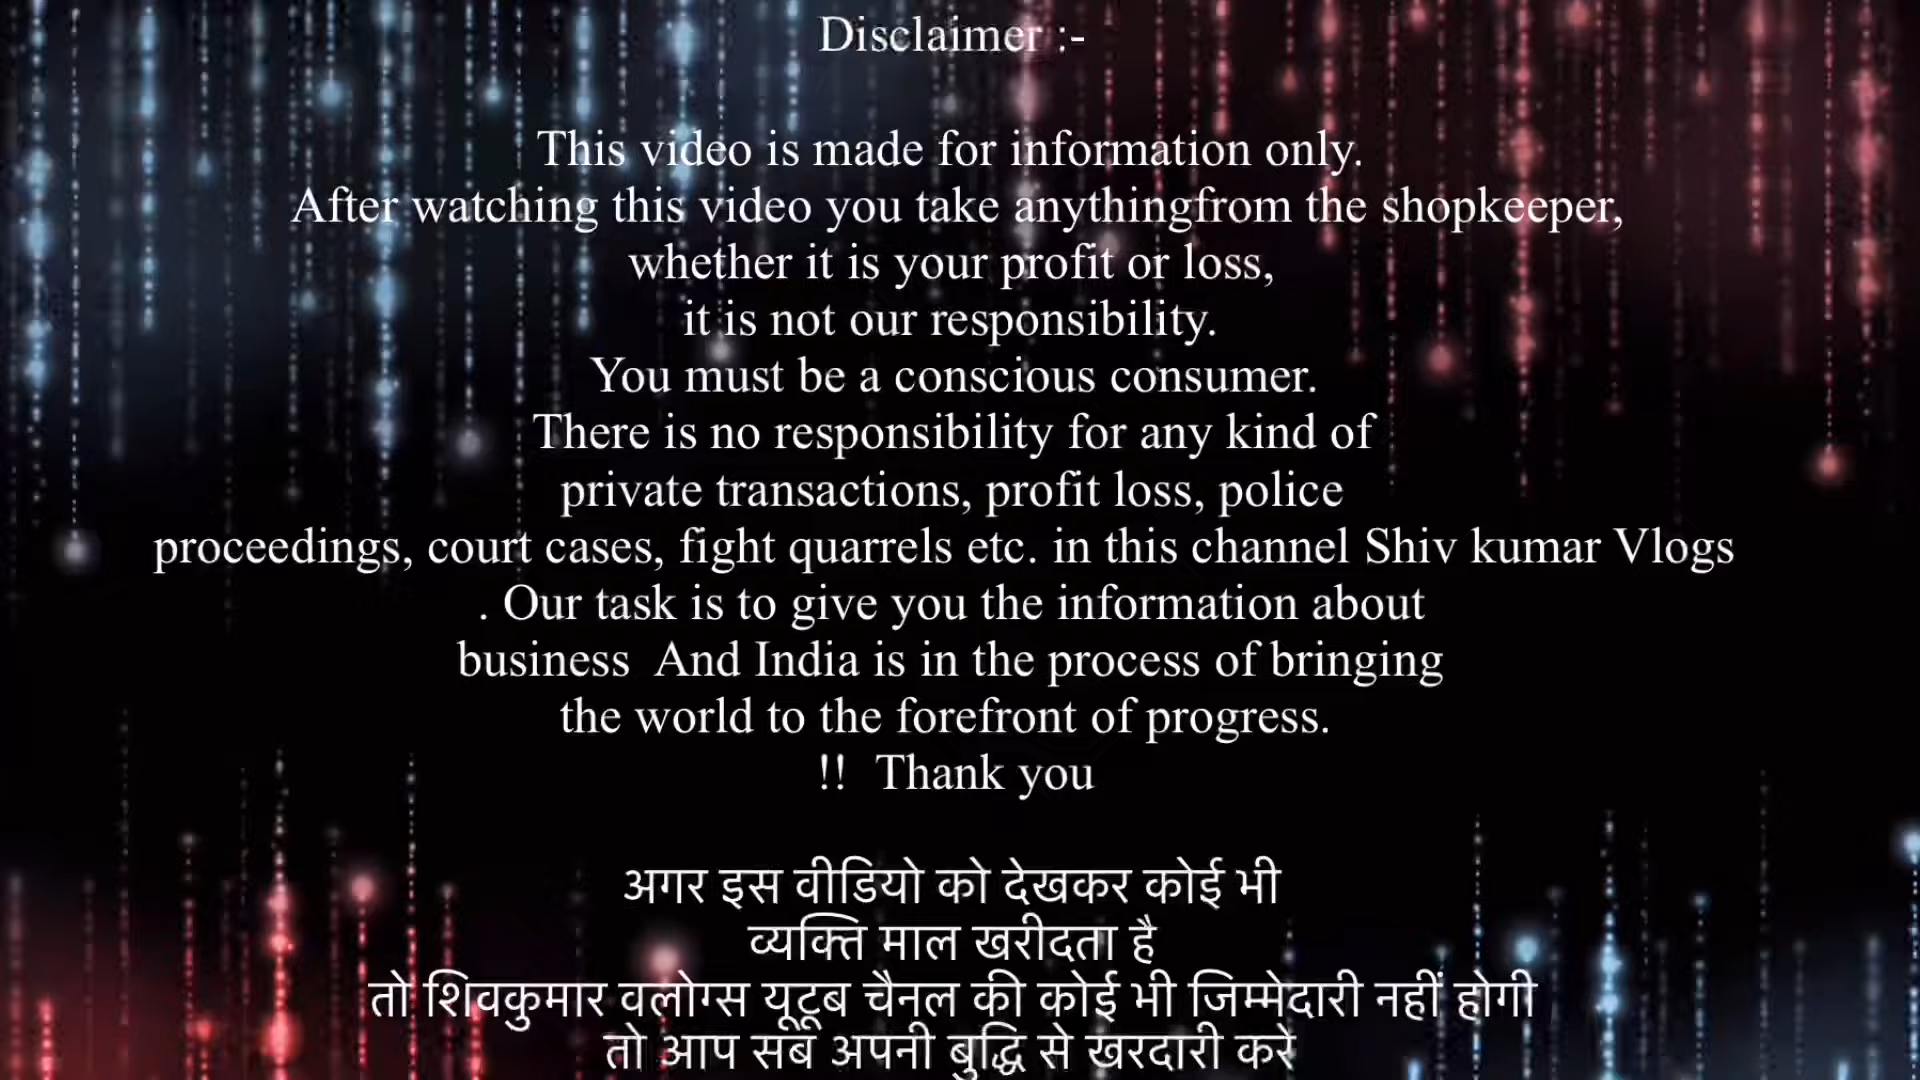 Disclaimer :-
This video is made for information only.
After watching this video you take anythingfrom the shopkeeper,
whether it is your profit or loss,
it is not our responsibility.
You must be a conscious consumer.
There is no responsibility for any kind of
private transactions, profit loss, police
proceedings, court cases, fight quarrels etc. in this channel Shiv kumar Vlogs
. Our task is to give you the information about
business  And India is in the process of bringing
the world to the forefront of progress.
!!  Thank you
अगर इस वीडियो को देखकर कोई भी
व्यक्ति माल खरीदता है
तो शिवकुमार वलोग्स यूटूब चैनल की कोई भी जिम्मेदारी नहीं होगी
तो आप सब अपनी बुद्धि से खरदारी करे